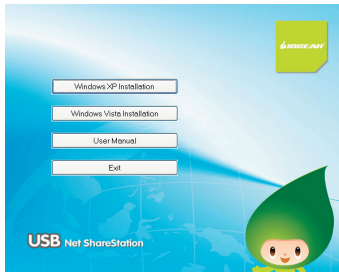 IOGEAR
Windows XP Installation
Windows Vista Installation
User Manual
Exit
USB Net ShareStation